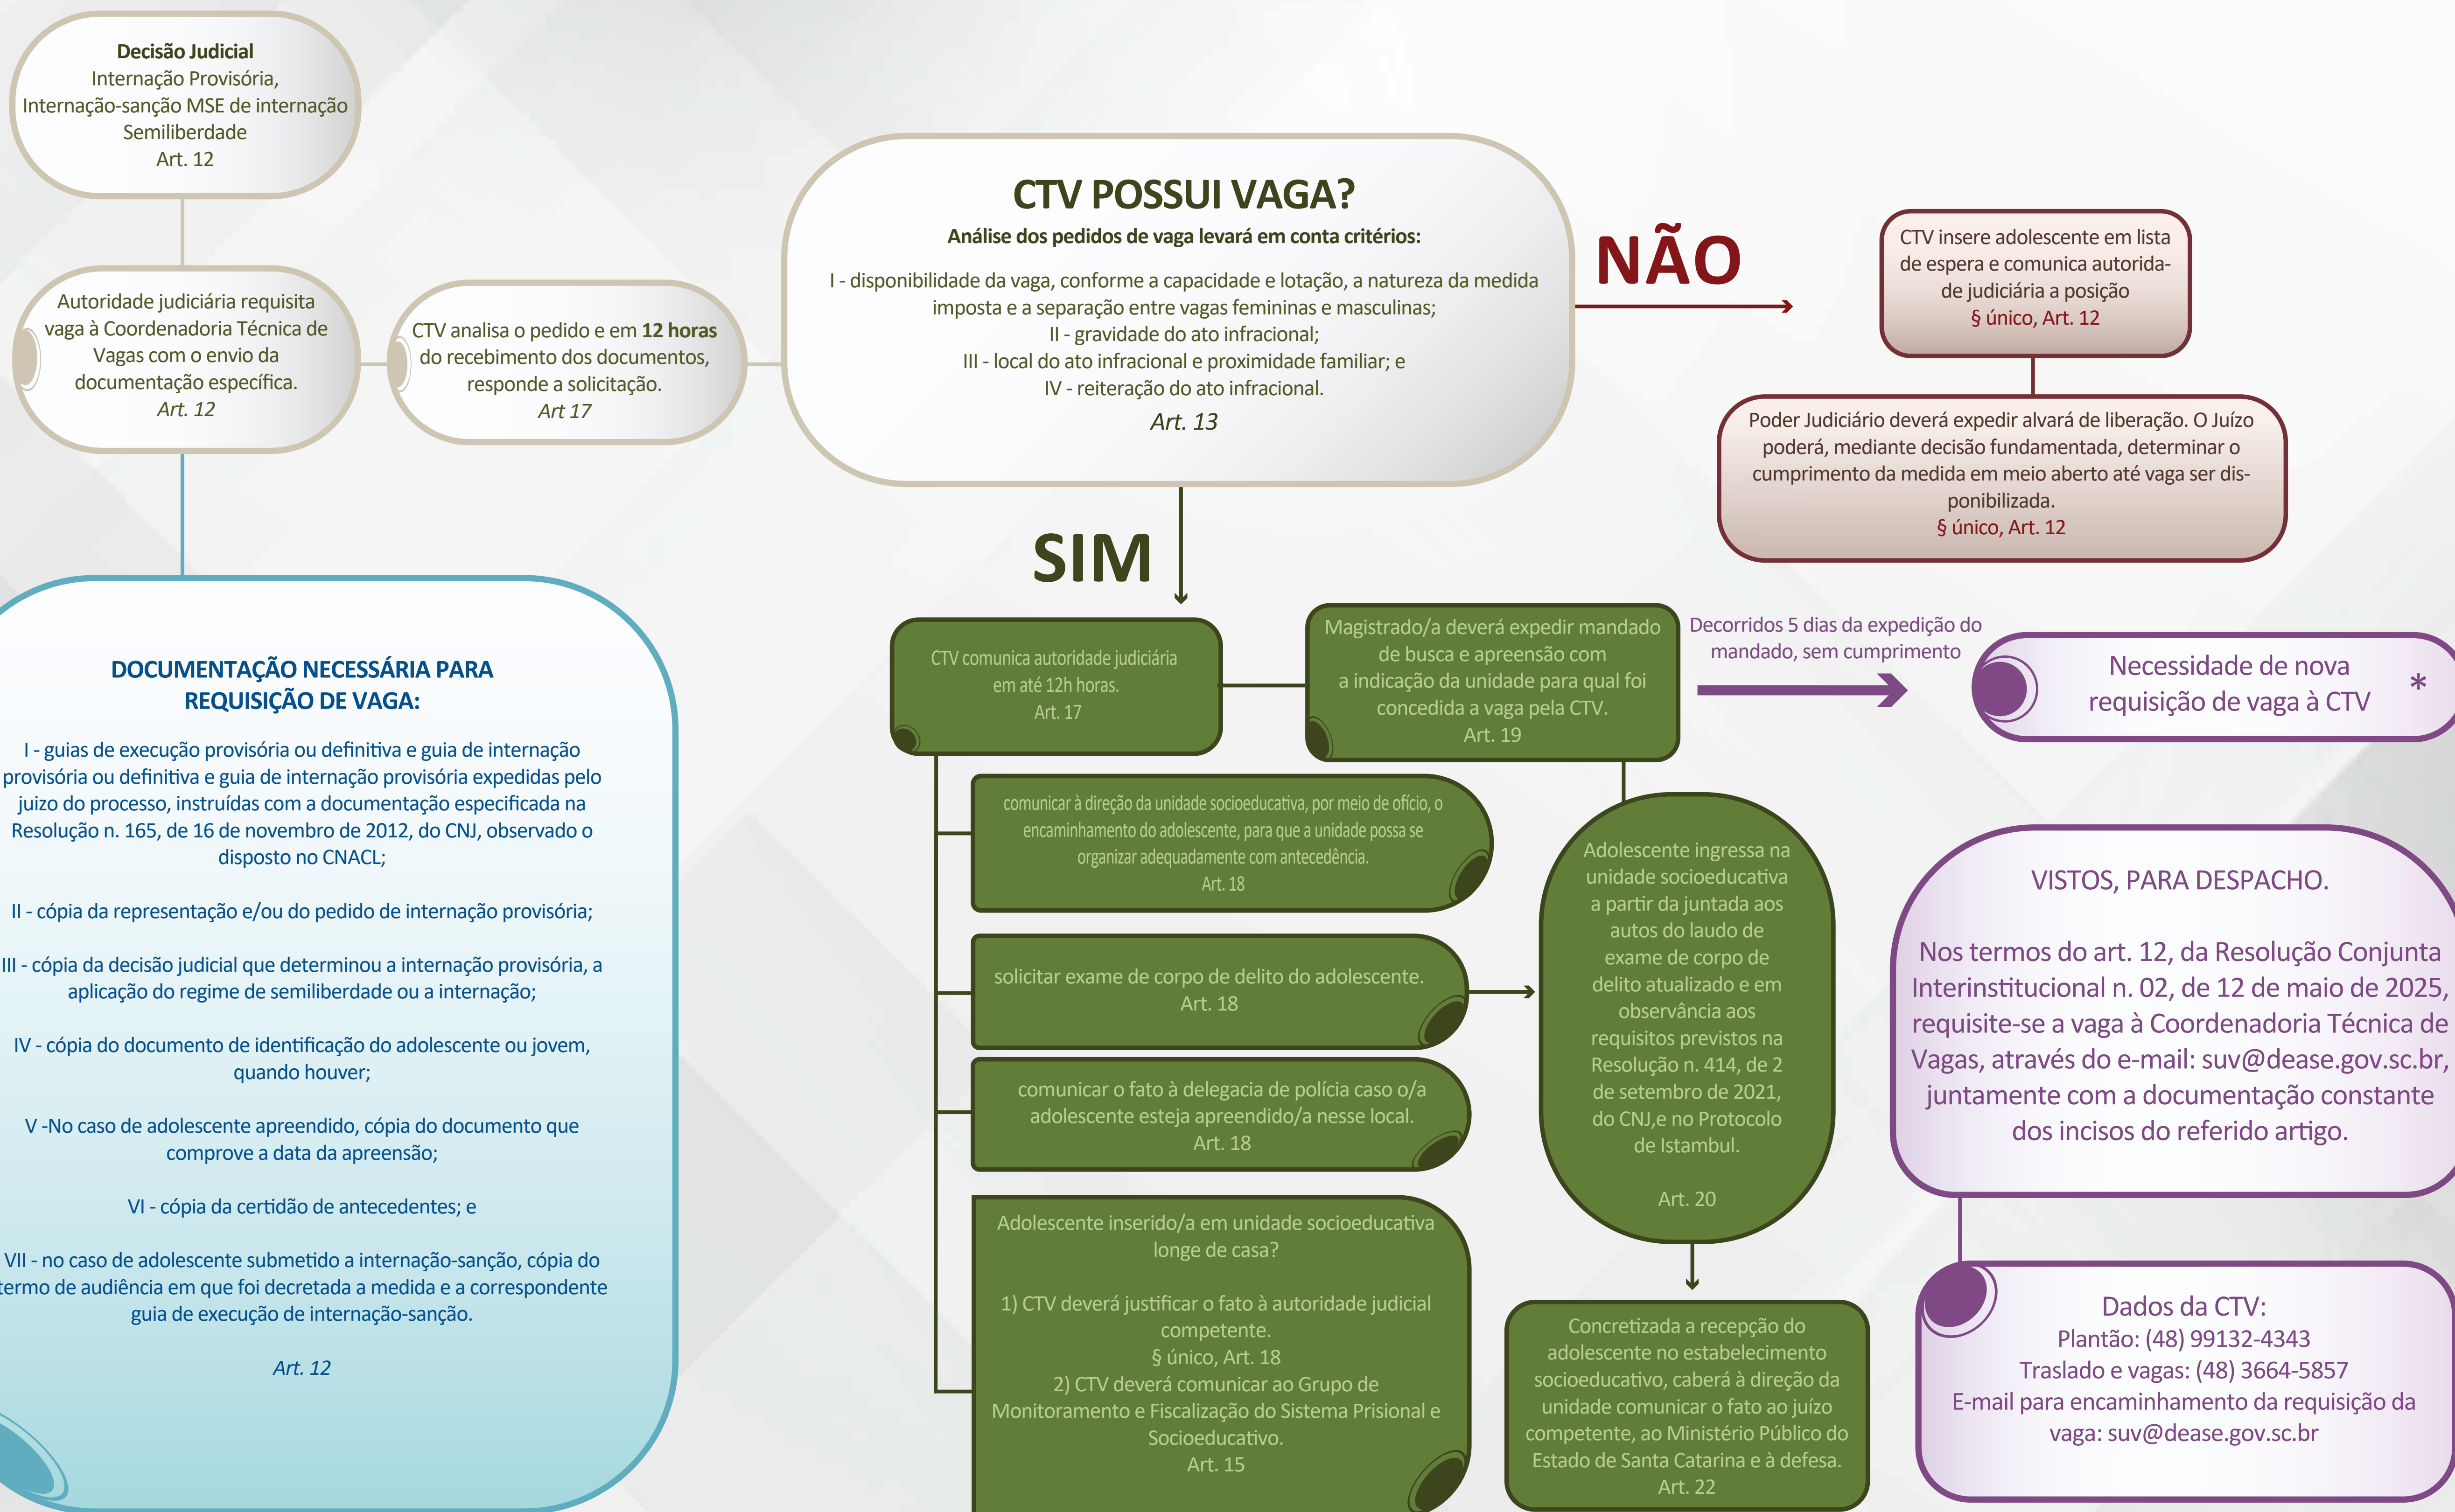 Decisão Judicial
Internação Provisória,
Internação-sanção MSE de internação
Semiliberdade
Art. 12
Autoridade judiciária requisita
vaga à Coordenadoria Técnica de
Vagas com o envio da
documentação específica.
Art. 12
CTV analisa o pedido e em 12 horas
do recebimento dos documentos,
responde a solicitação.
Art 17
CTV POSSUI VAGA?
Análise dos pedidos de vaga levará em conta critérios:
I - disponibilidade da vaga, conforme a capacidade e lotação, a natureza da medida
imposta e a separação entre vagas femininas e masculinas;
II - gravidade do ato infracional;
III - local do ato infracional e proximidade familiar; e
IV - reiteração do ato infracional.
Art. 13
NÃO
CTV insere adolescente em lista
de espera e comunica autorida-
de judiciária a posição
§ único, Art. 12
Poder Judiciário deverá expedir alvará de liberação. O Juízo
poderá, mediante decisão fundamentada, determinar o
cumprimento da medida em meio aberto até vaga ser dis-
ponibilizada.
§ único, Art. 12
SIM
DOCUMENTAÇÃO NECESSÁRIA PARA
REQUISIÇÃO DE VAGA:
I - guias de execução provisória ou definitiva e guia de internação
provisória ou definitiva e guia de internação provisória expedidas pelo
juizo do processo, instruídas com a documentação especificada na
Resolução n. 165, de 16 de novembro de 2012, do CNJ, observado o
disposto no CNACL;
II - cópia da representação e/ou do pedido de internação provisória;
III - cópia da decisão judicial que determinou a internação provisória, a
aplicação do regime de semiliberdade ou a internação;
IV - cópia do documento de identificação do adolescente ou jovem,
quando houver;
V -No caso de adolescente apreendido, cópia do documento que
comprove a data da apreensão;
VI - cópia da certidão de antecedentes; e
VII - no caso de adolescente submetido a internação-sanção, cópia do
termo de audiência em que foi decretada a medida e a correspondente
guia de execução de internação-sanção.
Art. 12
CTV comunica autoridade judiciária
em até 12h horas.
Art. 17
Magistrado/a deverá expedir mandado
de busca e apreensão com
a indicação da unidade para qual foi
concedida a vaga pela CTV.
Art. 19
Decorridos 5 dias da expedição do
mandado, sem cumprimento
Necessidade de nova
requisição de vaga à CTV *
comunicar à direção da unidade socioeducativa, por meio de ofício, o
encaminhamento do adolescente, para que a unidade possa se
organizar adequadamente com antecedência.
Art. 18
solicitar exame de corpo de delito do adolescente.
Art. 18
comunicar o fato à delegacia de polícia caso o/a
adolescente esteja apreendido/a nesse local.
Art. 18
Adolescente inserido/a em unidade socioeducativa
longe de casa?
1) CTV deverá justificar o fato à autoridade judicial
competente.
§ único, Art. 18
2) CTV deverá comunicar ao Grupo de
Monitoramento e Fiscalização do Sistema Prisional e
Socioeducativo.
Art. 15
Adolescente ingressa na
unidade socioeducativa
a partir da juntada aos
autos do laudo de
exame de corpo de
delito atualizado e em
observância aos
requisitos previstos na
Resolução n. 414, de 2
de setembro de 2021,
do CNJ,e no Protocolo
de Istambul.
Art. 20
Concretizada a recepção do
adolescente no estabelecimento
socioeducativo, caberá à direção da
unidade comunicar o fato ao juízo
competente, ao Ministério Público do
Estado de Santa Catarina e à defesa.
Art. 22
VISTOS, PARA DESPACHO.
Nos termos do art. 12, da Resolução Conjunta
Interinstitucional n. 02, de 12 de maio de 2025,
requisite-se a vaga à Coordenadoria Técnica de
Vagas, através do e-mail: suv@dease.gov.sc.br,
juntamente com a documentação constante
dos incisos do referido artigo.
Dados da CTV:
Plantão: (48) 99132-4343
Traslado e vagas: (48) 3664-5857
E-mail para encaminhamento da requisição da
vaga: suv@dease.gov.sc.br